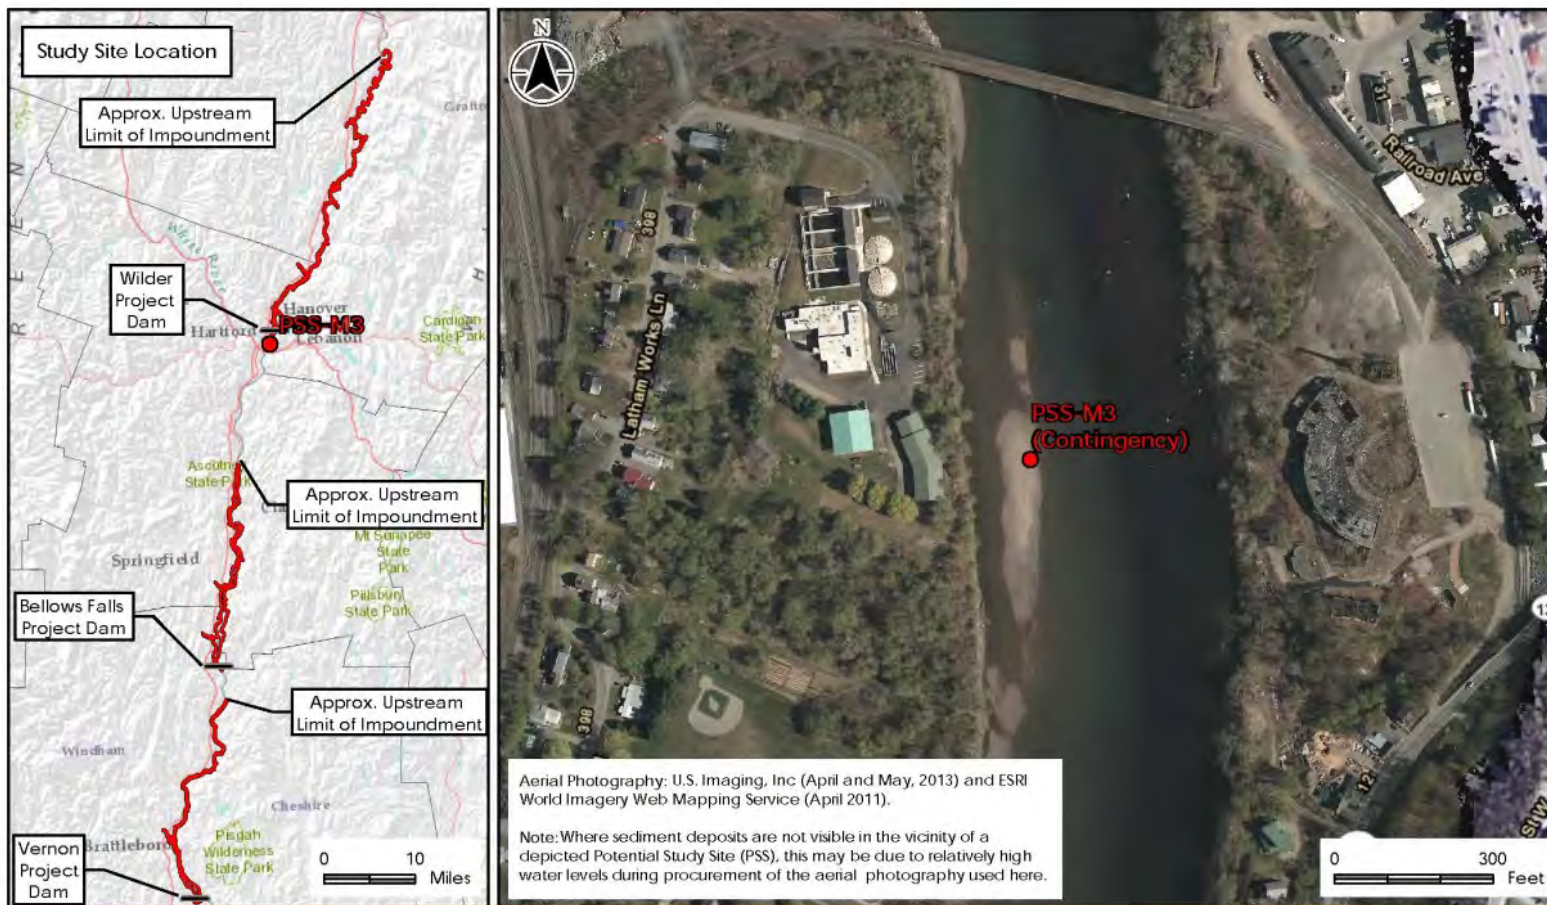 Study Site Location
Approx. Upstream
Limit of Impoundment
Grafto
White River
Wilder
Project
Dam
Hanover
Hartford
PSS-M3
Lebanon
Cardigan
State Park
Ascutney
State Park
Approx. Upstream
Limit of Impoundment
Mt Sunapee
State
Park
Springfield
Pillsbury
State Park
Bellows Falls
Project Dam
Approx. Upstream
Limit of Impoundment
Windham
Cheshire
Brattleboro
Pisgah
Wilderness
State Park
Vernon
Project
Dam
0 10
Miles
N
31
Railroad Ave
398
Latham Works Ln
PSS-M3
(Contingency)
398
12
Aerial Photography: U.S. Imaging, Inc (April and May, 2013) and ESRI
World Imagery Web Mapping Service (April 2011).
Note: Where sediment deposits are not visible in the vicinity of a
depicted Potential Study Site (PSS), this may be due to relatively high
water levels during procurement of the aerial photography used here.
0 300
Feet